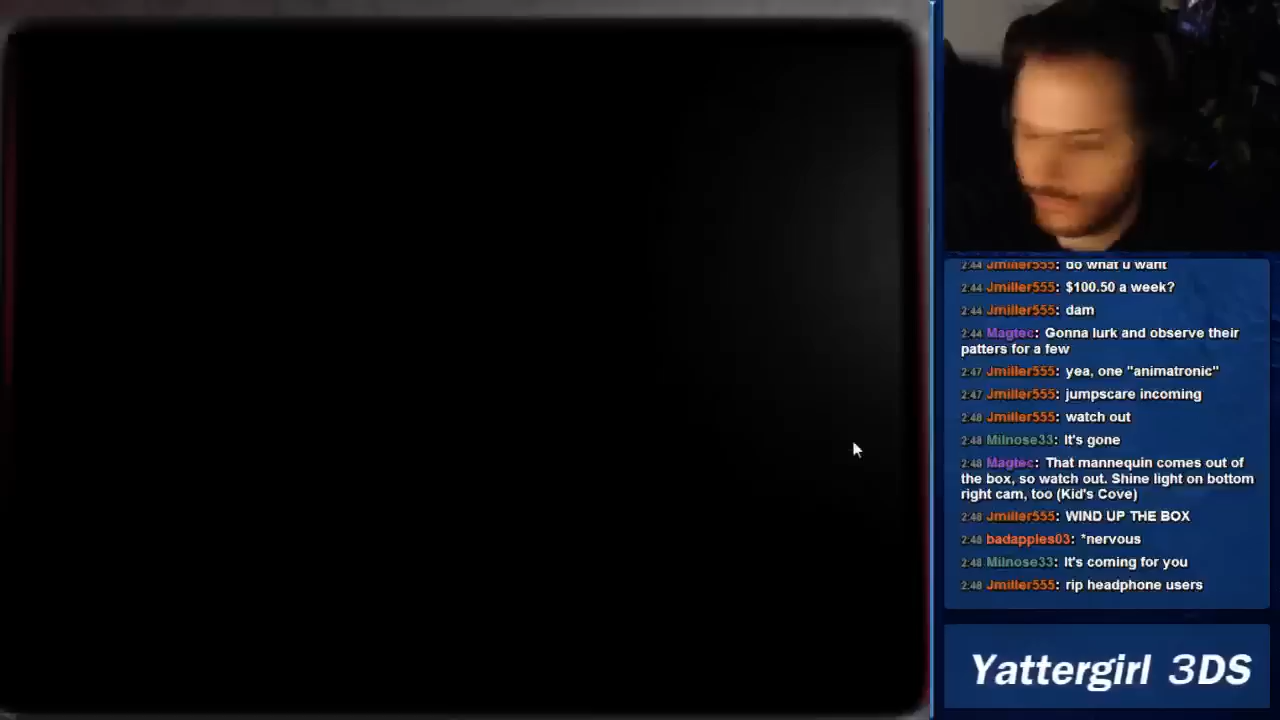 2:44 Jmiller555: do what u want
2:44 Jmiller555: $100.50 a week?
2:44 Jmiller555: dam
2:44 Magtec: Gonna lurk and observe their
patters for a few
2:47 Jmiller555: yea, one "animatronic"
2:47 Jmiller555: jumpscare incoming
2:48 Jmiller555: watch out
2:48 Milnose33: It's gone
2:48 Magtec: That mannequin comes out of
the box, so watch out. Shine light on bottom
right cam, too (Kid's Cove)
2:48 Jmiller555: WIND UP THE BOX
2:48 badapples03: *nervous
2:48 Milnose33: It's coming for you
2:48 Jmiller555: rip headphone users
Yattergirl 3DS